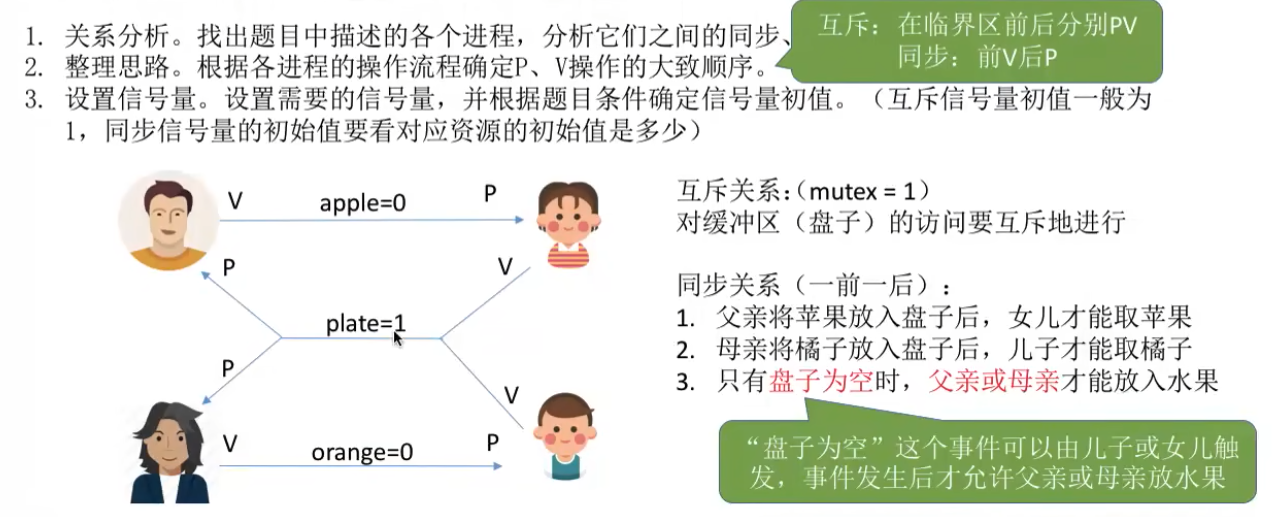 1. 关系分析。找出题目中描述的各个进程，分析它们之间的同步、
互斥：在临界区前后分别PV
同步：前V后P
2. 整理思路。根据各进程的操作流程确定P、V操作的大致顺序。
3. 设置信号量。设置需要的信号量，并根据题目条件确定信号量初值。（互斥信号量初值一般为
1，同步信号量的初始值要看对应资源的初始值是多少）
V apple=0 P
P V
plate=1
P V
V orange=0 P
互斥关系：（mutex = 1）
对缓冲区（盘子）的访问要互斥地进行
同步关系（一前一后）：
1. 父亲将苹果放入盘子后，女儿才能取苹果
2. 母亲将橘子放入盘子后，儿子才能取橘子
3. 只有盘子为空时，父亲或母亲才能放入水果
“盘子为空”这个事件可以由儿子或女儿触
发，事件发生后才允许父亲或母亲放水果